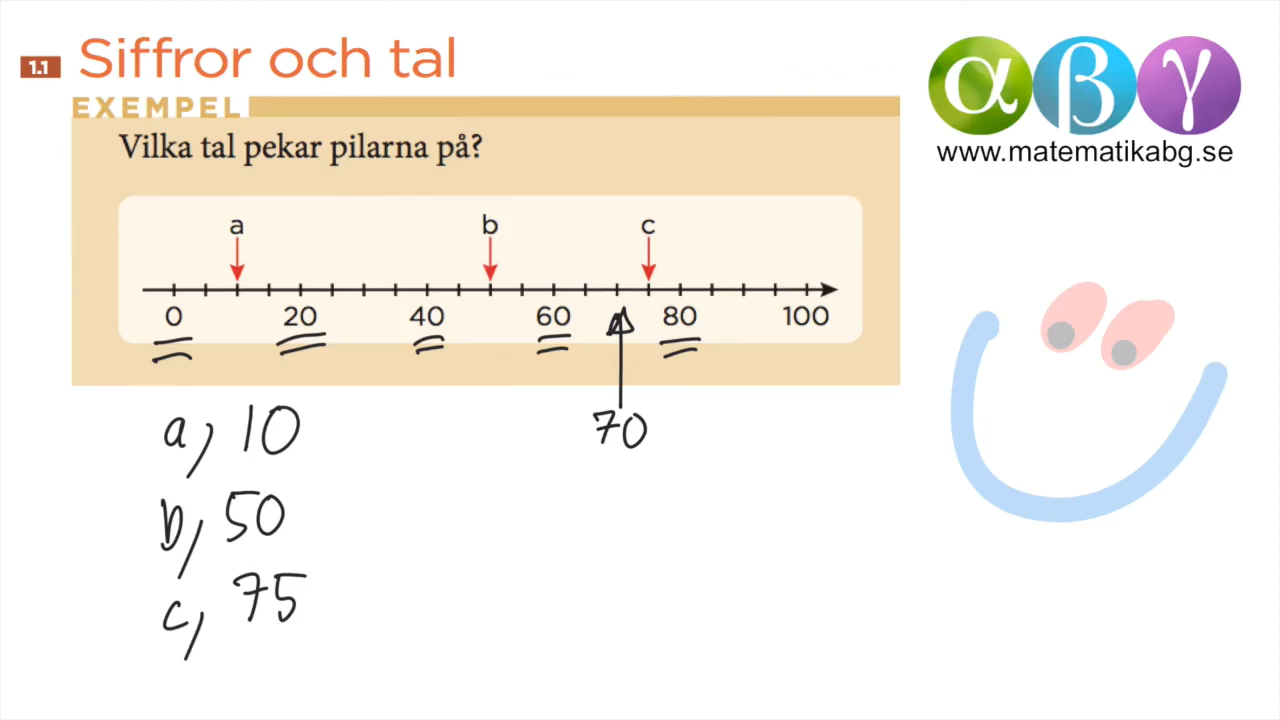 1.1 Siffror och tal
EXEMPEL
Vilka tal pekar pilarna på?
a b c
0 20 40 60 80 100
70
a, 10
b, 50
c, 75
α β γ
www.matematikabg.se